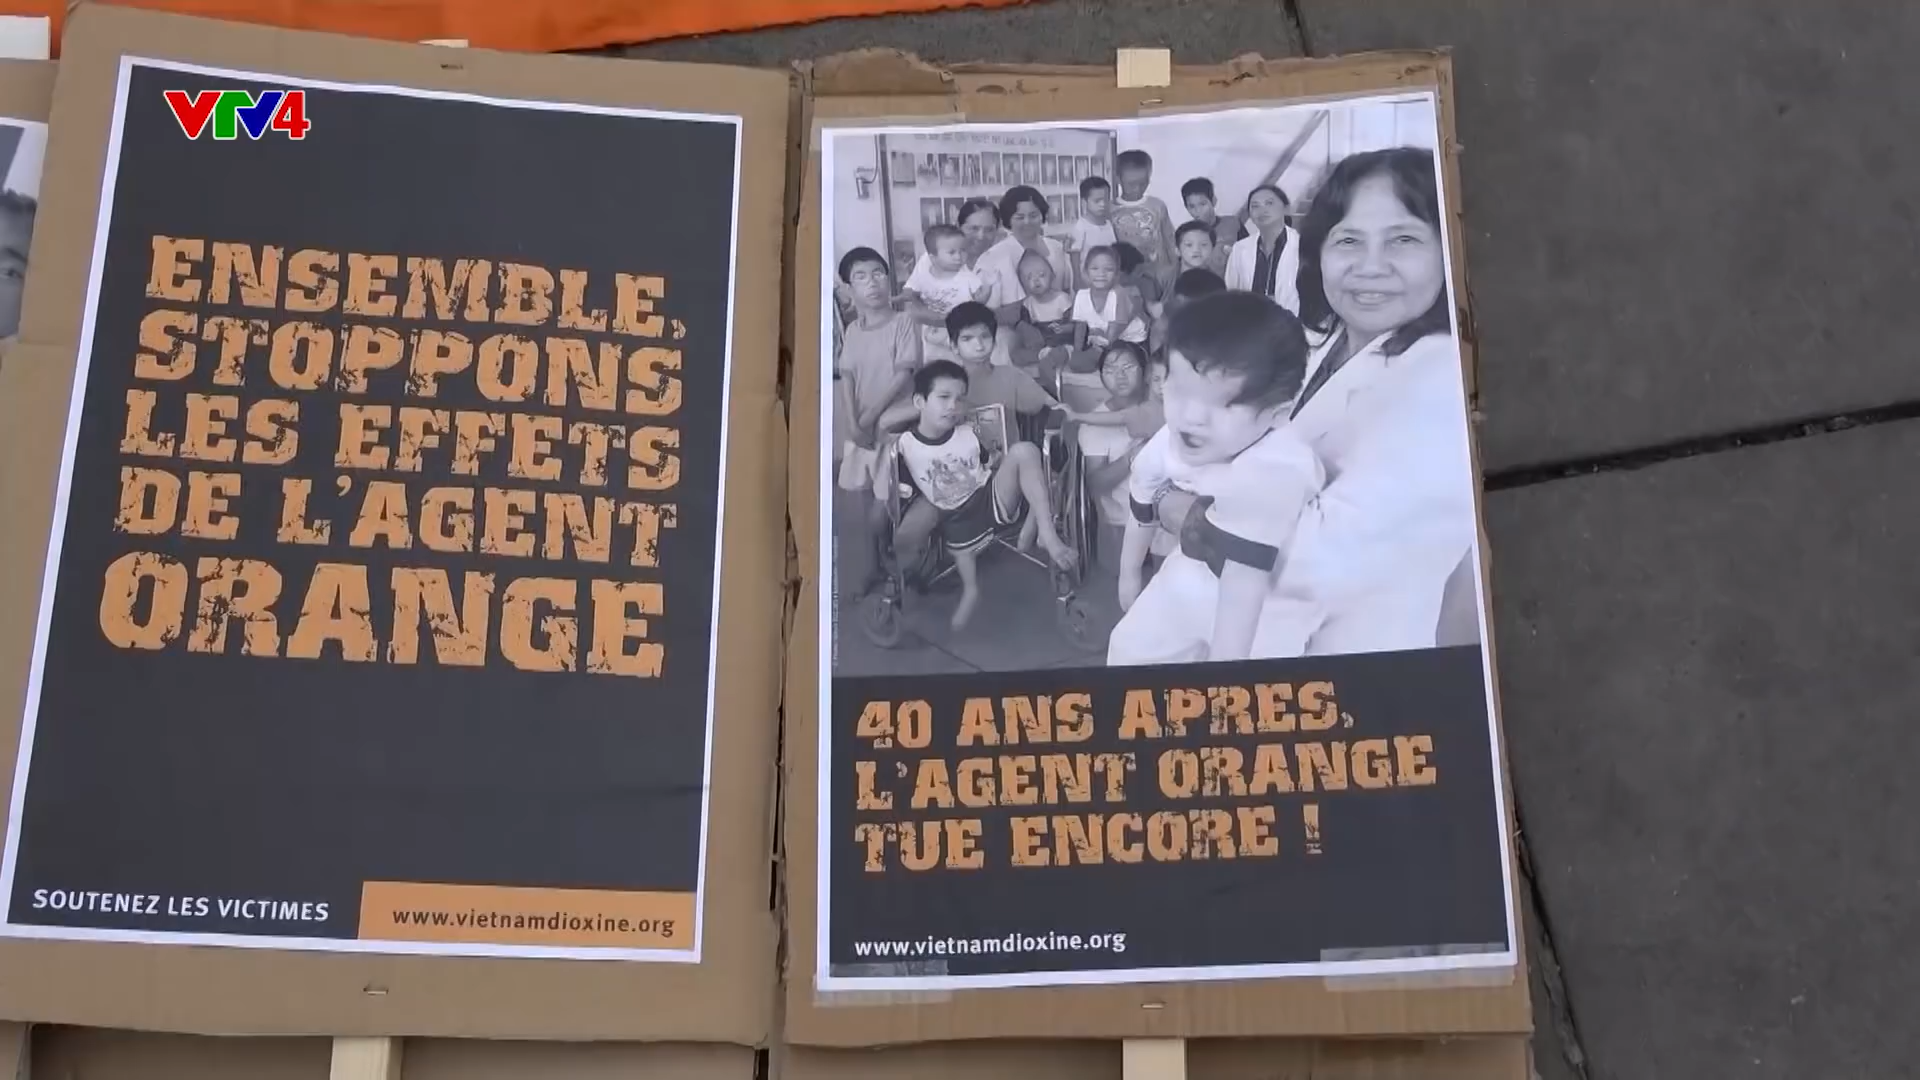 VTV4
ENSEMBLE,
STOPPONS
LES EFFETS
DE L'AGENT
ORANGE
SOUTENEZ LES VICTIMES
www.vietnamdioxine.org
40 ANS APRES,
L'AGENT ORANGE
TUE ENCORE !
www.vietnamdioxine.org